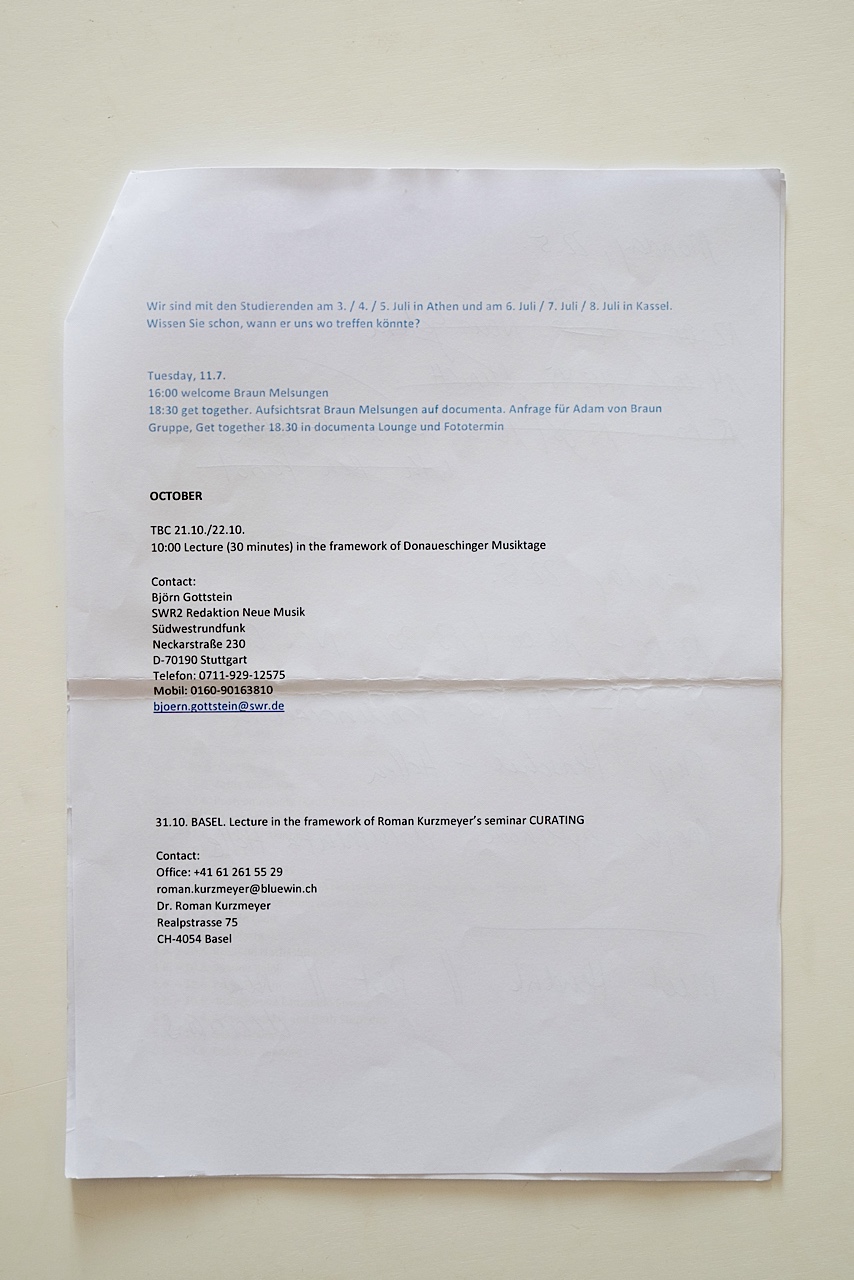 Wir sind mit den Studierenden am 3. / 4. / 5. Juli in Athen und am 6. Juli / 7. Juli / 8. Juli in Kassel.
Wissen Sie schon, wann er uns wo treffen könnte?
Tuesday, 11.7.
16:00 welcome Braun Melsungen
18:30 get together. Aufsichtsrat Braun Melsungen auf documenta. Anfrage für Adam von Braun
Gruppe, Get together 18.30 in documenta Lounge und Fototermin
OCTOBER
TBC 21.10./22.10.
10:00 Lecture (30 minutes) in the framework of Donaueschinger Musiktage
Contact:
Björn Gottstein
SWR2 Redaktion Neue Musik
Südwestrundfunk
Neckarstraße 230
D-70190 Stuttgart
Telefon: 0711-929-12575
Mobil: 0160-90163810
bjoern.gottstein@swr.de
31.10. BASEL. Lecture in the framework of Roman Kurzmeyer's seminar CURATING
Contact:
Office: +41 61 261 55 29
roman.kurzmeyer@bluewin.ch
Dr. Roman Kurzmeyer
Realpstrasse 75
CH-4054 Basel